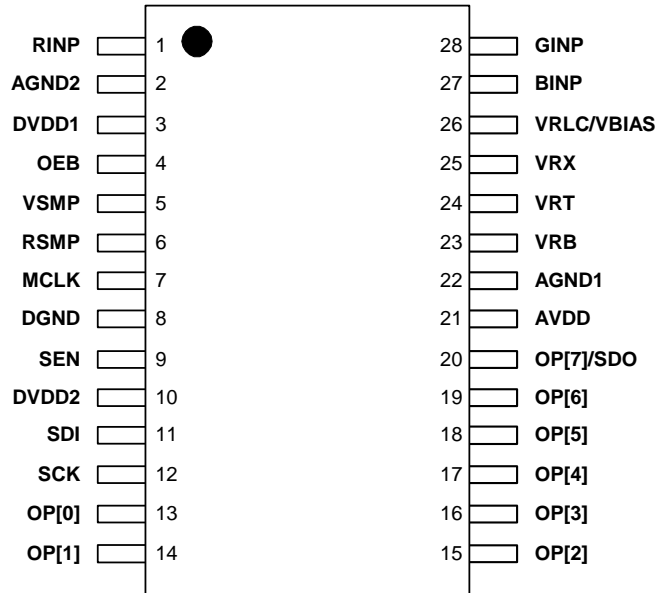 RINP 1 28 GINP
AGND2 2 27 BINP
DVDD1 3 26 VRLC/VBIAS
OEB 4 25 VRX
VSMP 5 24 VRT
RSMP 6 23 VRB
MCLK 7 22 AGND1
DGND 8 21 AVDD
SEN 9 20 OP[7]/SDO
DVDD2 10 19 OP[6]
SDI 11 18 OP[5]
SCK 12 17 OP[4]
OP[0] 13 16 OP[3]
OP[1] 14 15 OP[2]